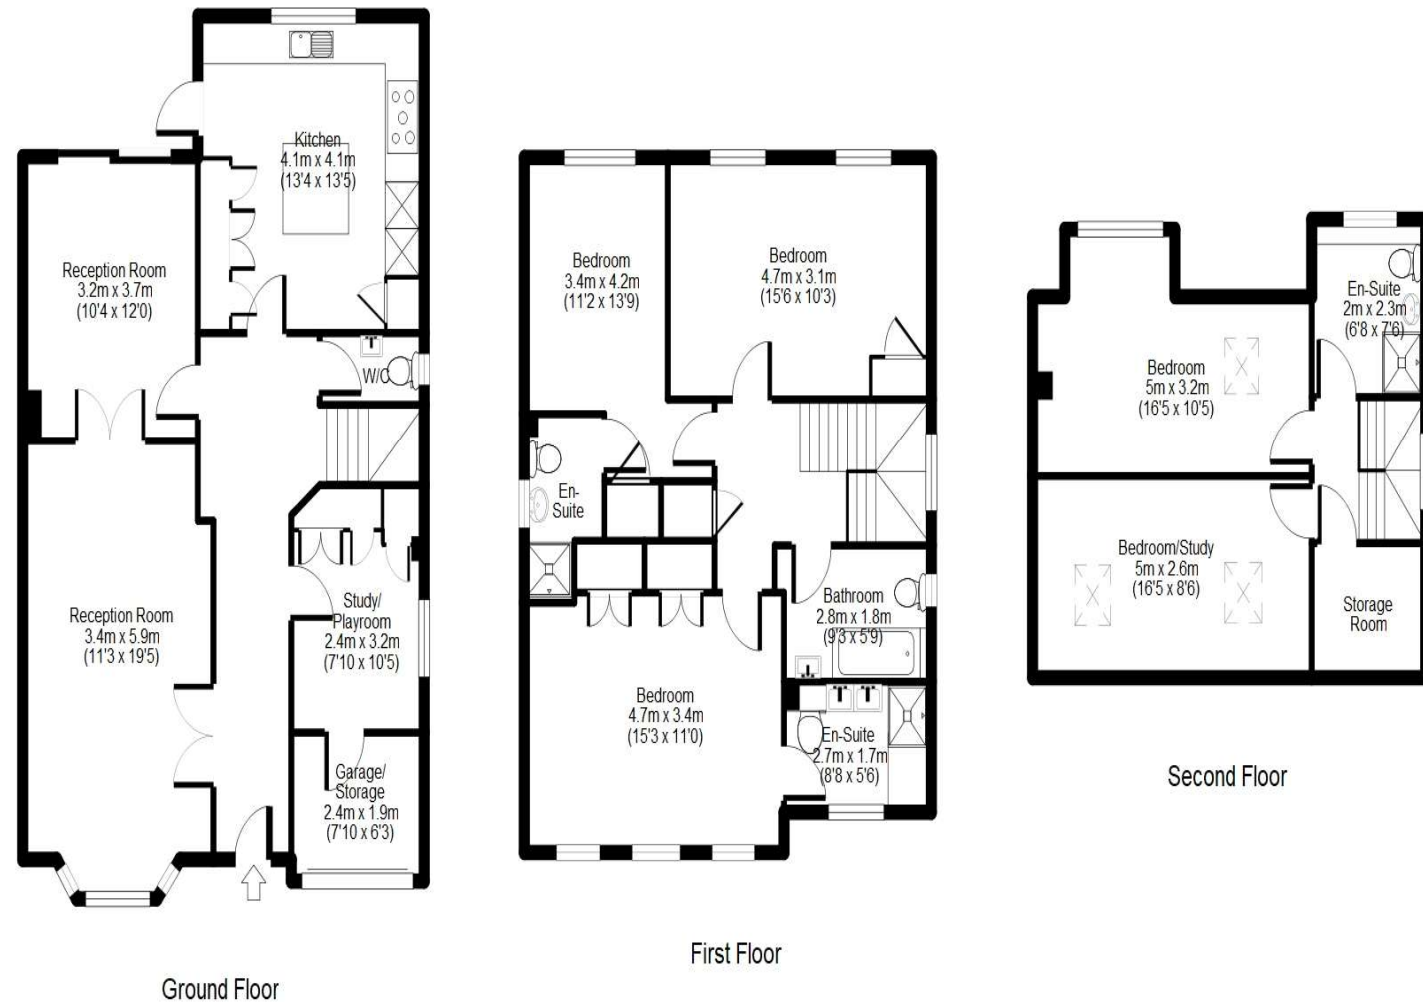 Kitchen
4.1m x 4.1m
(13'4 x 13'5)
Reception Room
3.2m x 3.7m
(10'4 x 12'0)
W/C
Reception Room
3.4m x 5.9m
(11'3 x 19'5)
Study/
Playroom
2.4m x 3.2m
(7'10 x 10'5)
Garage/
Storage
2.4m x 1.9m
(7'10 x 6'3)
Ground Floor
Bedroom
3.4m x 4.2m
(11'2 x 13'9)
Bedroom
4.7m x 3.1m
(15'6 x 10'3)
En-
Suite
Bathroom
2.8m x 1.8m
(9'3 x 5'9)
Bedroom
4.7m x 3.4m
(15'3 x 11'0)
En-Suite
2.7m x 1.7m
(8'8 x 5'6)
First Floor
En-Suite
2m x 2.3m
(6'8 x 7'6)
Bedroom
5m x 3.2m
(16'5 x 10'5)
Bedroom/Study
5m x 2.6m
(16'5 x 8'6)
Storage
Room
Second Floor